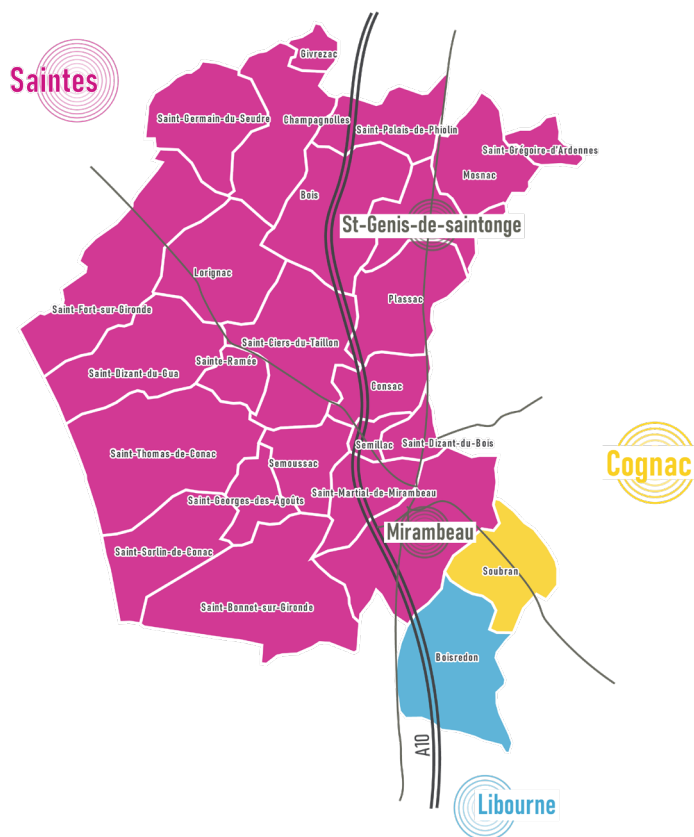 Givrezac
Saintes
Saint-Germain-du-Seudre
Champagnolles
Saint-Palais-de-Phiolin
Saint-Grégoire-d'Ardennes
Mosnac
Bois
St-Genis-de-saintonge
Lorignac
Plassac
Saint-Fort-sur-Gironde
Saint-Ciers-du-Taillon
Sainte-Ramée
Saint-Dizant-du-Gua
Consac
Semillac
Saint-Dizant-du-Bois
Saint-Thomas-de-Conac
Semoussac
Cognac
Saint-Martial-de-Mirambeau
Saint-Georges-des-Agoûts
Mirambeau
Saint-Sorlin-de-Conac
Soubran
Saint-Bonnet-sur-Gironde
Boisredon
A10
Libourne